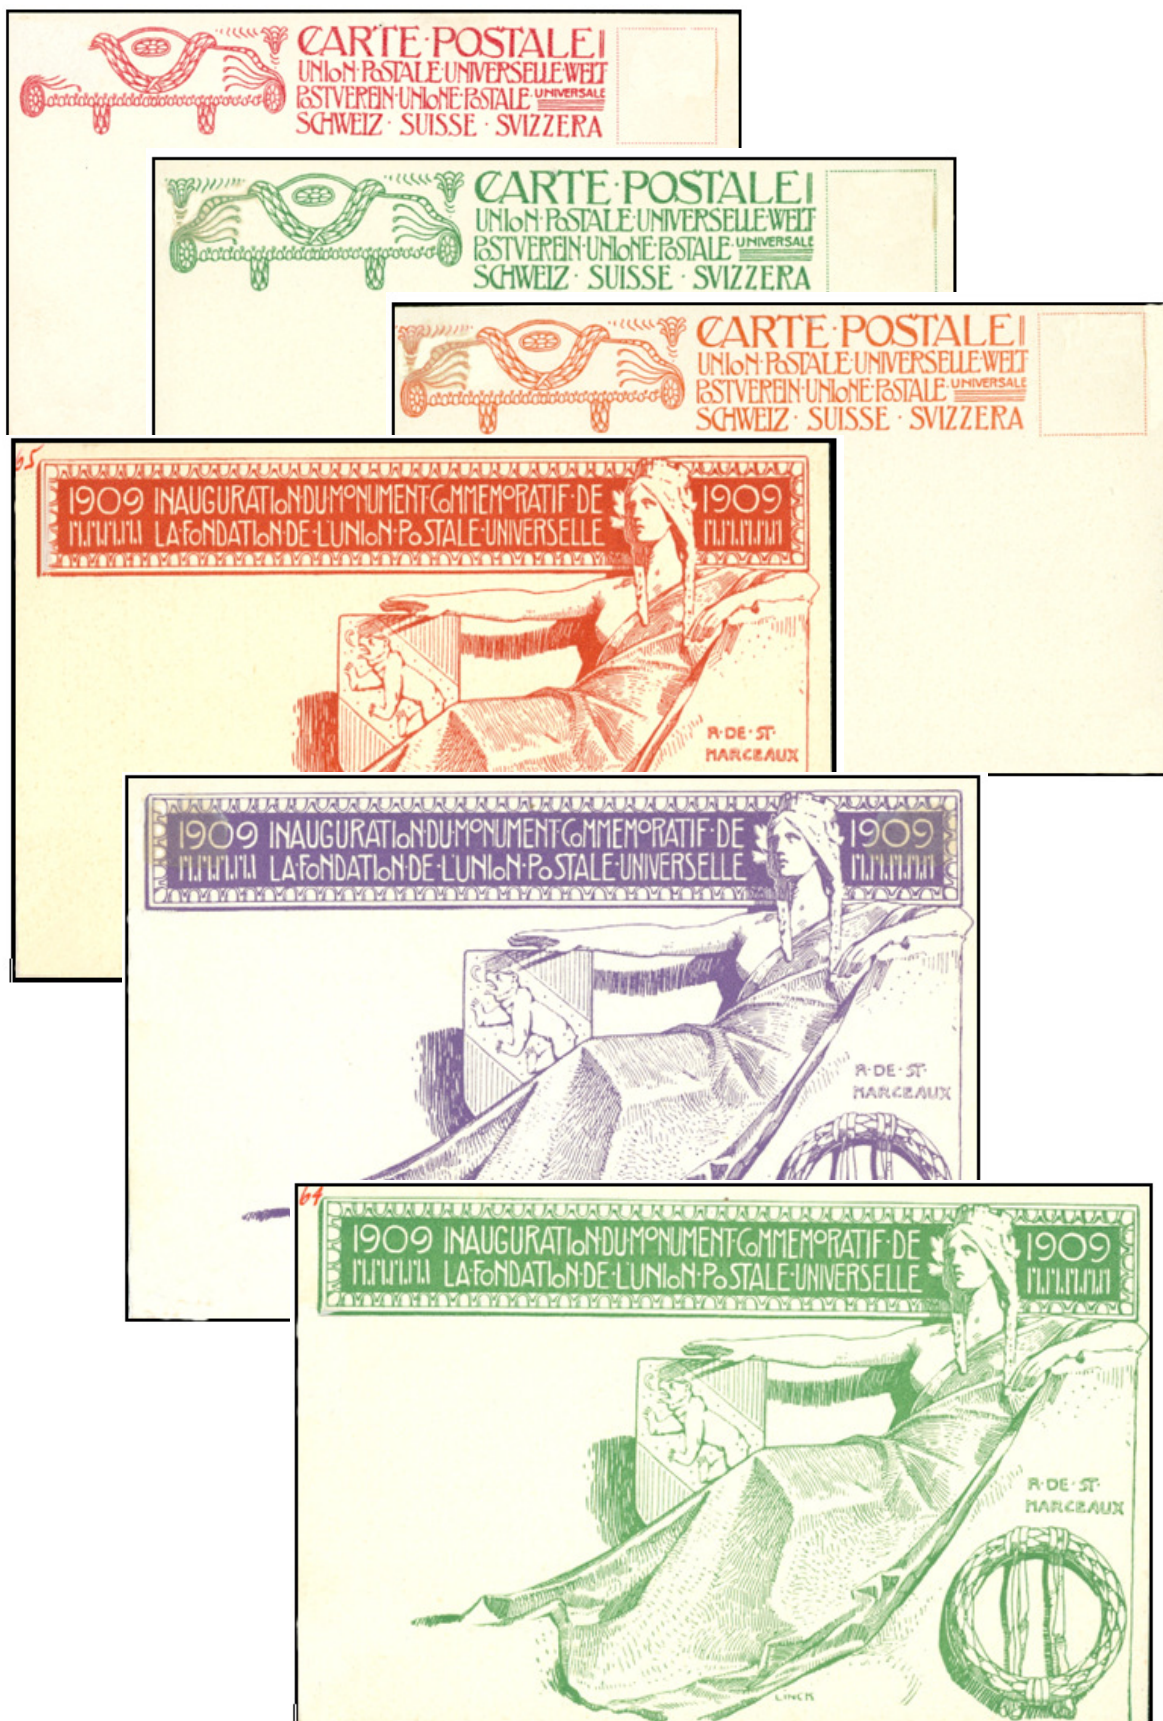 CARTE·POSTALE
UNION·POSTALE·UNIVERSELLE·WELT
POSTVEREIN·UNIONE·POSTALE·UNIVERSALE
SCHWEIZ · SUISSE · SVIZZERA
CARTE·POSTALE
UNION·POSTALE·UNIVERSELLE·WELT
POSTVEREIN·UNIONE·POSTALE·UNIVERSALE
SCHWEIZ · SUISSE · SVIZZERA
CARTE·POSTALE
UNION·POSTALE·UNIVERSELLE·WELT
POSTVEREIN·UNIONE·POSTALE·UNIVERSALE
SCHWEIZ · SUISSE · SVIZZERA
65
1909 INAUGURATION·DU·MONUMENT·COMMEMORATIF·DE 1909
LA·FONDATION·DE·L'UNION·POSTALE·UNIVERSELLE
R·DE·ST·
MARCEAUX
1909 INAUGURATION·DU·MONUMENT·COMMEMORATIF·DE 1909
LA·FONDATION·DE·L'UNION·POSTALE·UNIVERSELLE
R·DE·ST·
MARCEAUX
64
1909 INAUGURATION·DU·MONUMENT·COMMEMORATIF·DE 1909
LA·FONDATION·DE·L'UNION·POSTALE·UNIVERSELLE
R·DE·ST·
MARCEAUX
LINCK